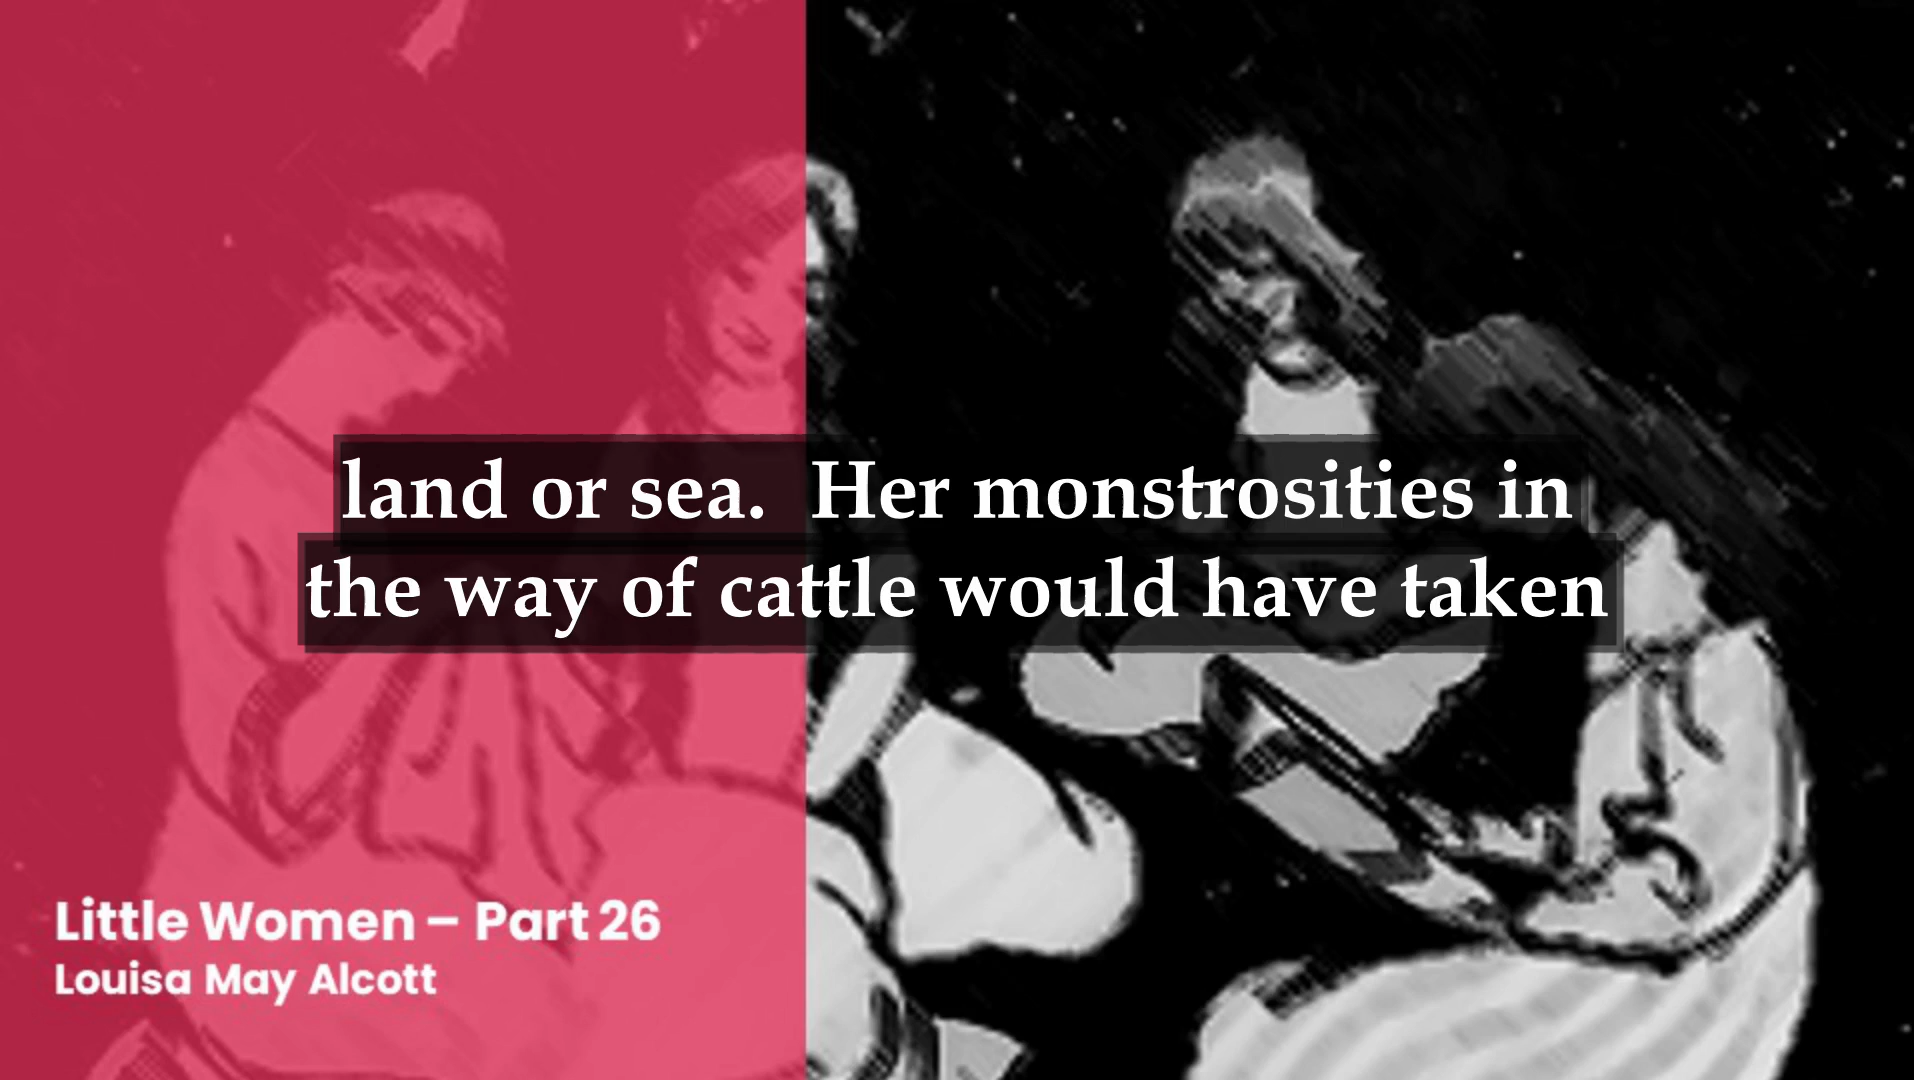 land or sea.  Her monstrosities in
the way of cattle would have taken
Little Women – Part 26
Louisa May Alcott